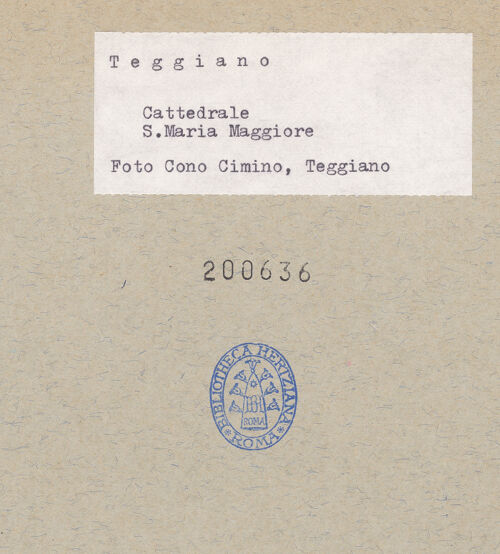 Teggiano
Cattedrale
S.Maria Maggiore
Foto Cono Cimino, Teggiano
200636
BIBLIOTHECA HERTZIANA
ROMA
ROMA